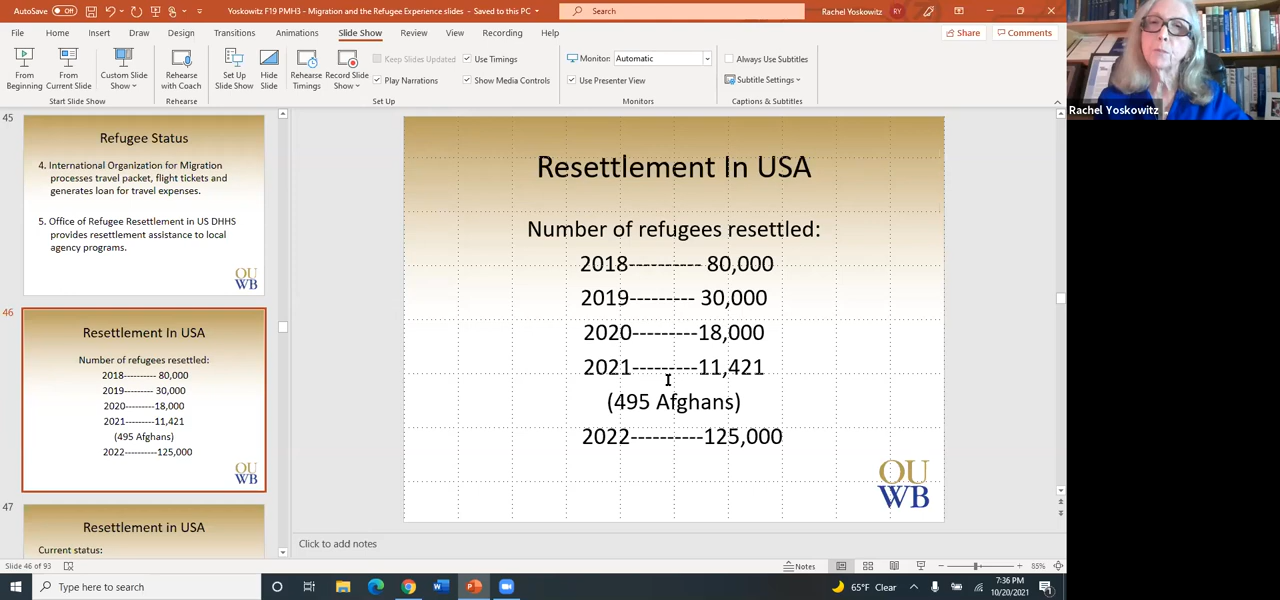 AutoSave Off
Yoskowitz F19 PMH3 - Migration and the Refugee Experience slides - Saved to this PC
Search
Rachel Yoskowitz RY
File Home Insert Draw Design Transitions Animations Slide Show Review View Recording Help
Share Comments
From Beginning
From Current Slide
Custom Slide Show
Start Slide Show
Rehearse with Coach
Rehearse
Set Up Slide Show
Hide Slide
Rehearse Timings
Record Slide Show
Keep Slides Updated
Play Narrations
Use Timings
Show Media Controls
Set Up
Monitor: Automatic
Use Presenter View
Monitors
Always Use Subtitles
Subtitle Settings
Captions & Subtitles
Rachel Yoskowitz
45
Refugee Status
4. International Organization for Migration
processes travel packet, flight tickets and
generates loan for travel expenses.
5. Office of Refugee Resettlement in US DHHS
provides resettlement assistance to local
agency programs.
OU
WB
46
Resettlement In USA
Number of refugees resettled:
2018---------- 80,000
2019--------- 30,000
2020---------18,000
2021---------11,421
(495 Afghans)
2022----------125,000
OU
WB
47
Resettlement in USA
Current status:
Resettlement In USA
Number of refugees resettled:
2018---------- 80,000
2019--------- 30,000
2020---------18,000
2021---------11,421
(495 Afghans)
2022----------125,000
OU
WB
Click to add notes
Slide 46 of 93
Notes
85%
Type here to search
65°F Clear
7:36 PM
10/20/2021